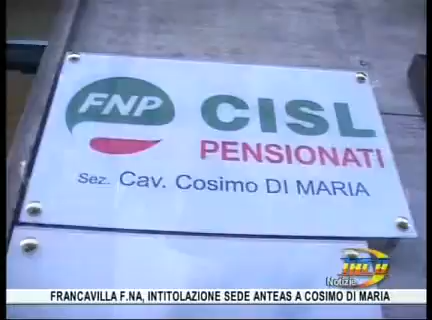 FNP
CISL
PENSIONATI
Sez. Cav. Cosimo DI MARIA
Notizie
FRANCAVILLA F.NA, INTITOLAZIONE SEDE ANTEAS A COSIMO DI MARIA